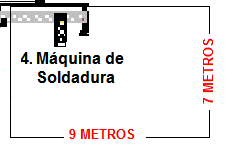 4. Máquina de
Soldadura
7 METROS
9 METROS